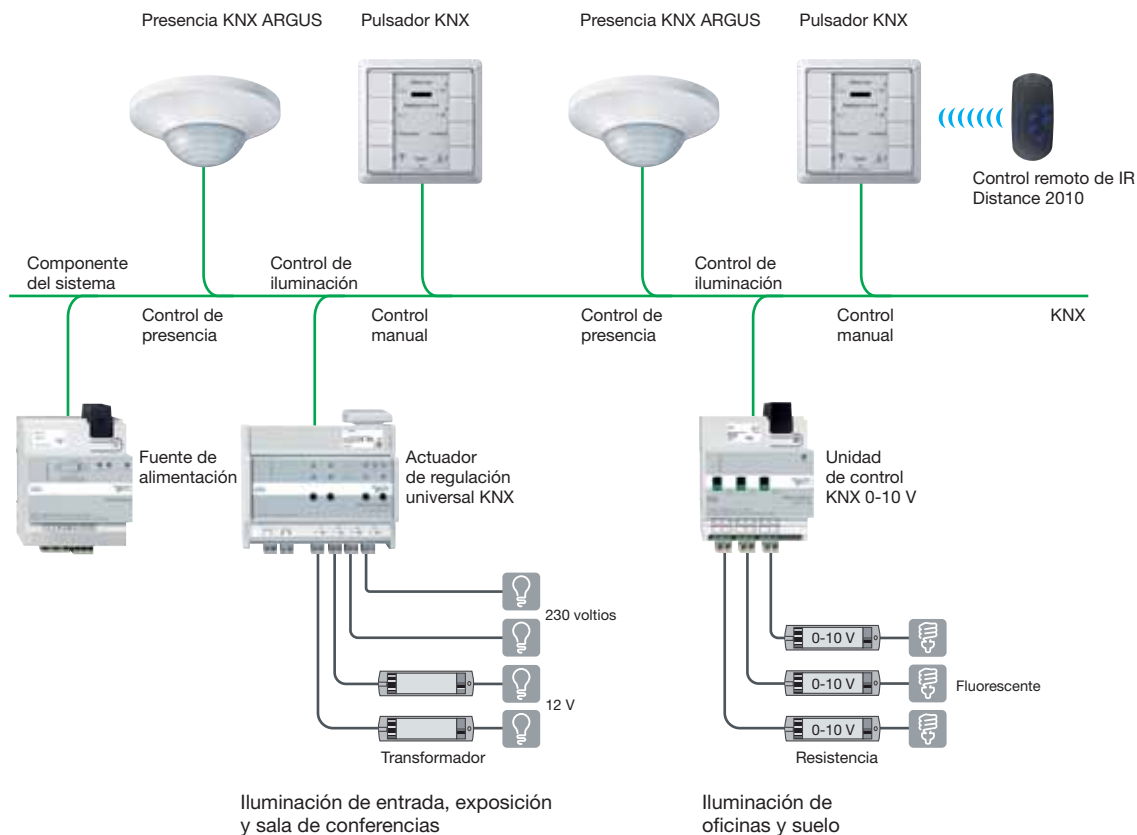 Presencia KNX ARGUS
Pulsador KNX
Presencia KNX ARGUS
Pulsador KNX
Control remoto de IR
Distance 2010
Componente
del sistema
Control de
iluminación
Control de
iluminación
Control de
presencia
Control
manual
Control de
presencia
Control
manual
KNX
Fuente de
alimentación
Actuador
de regulación
universal KNX
Unidad
de control
KNX 0-10 V
230 voltios
12 V
Transformador
0-10 V
0-10 V
0-10 V
Fluorescente
Resistencia
Iluminación de entrada, exposición
y sala de conferencias
Iluminación de
oficinas y suelo